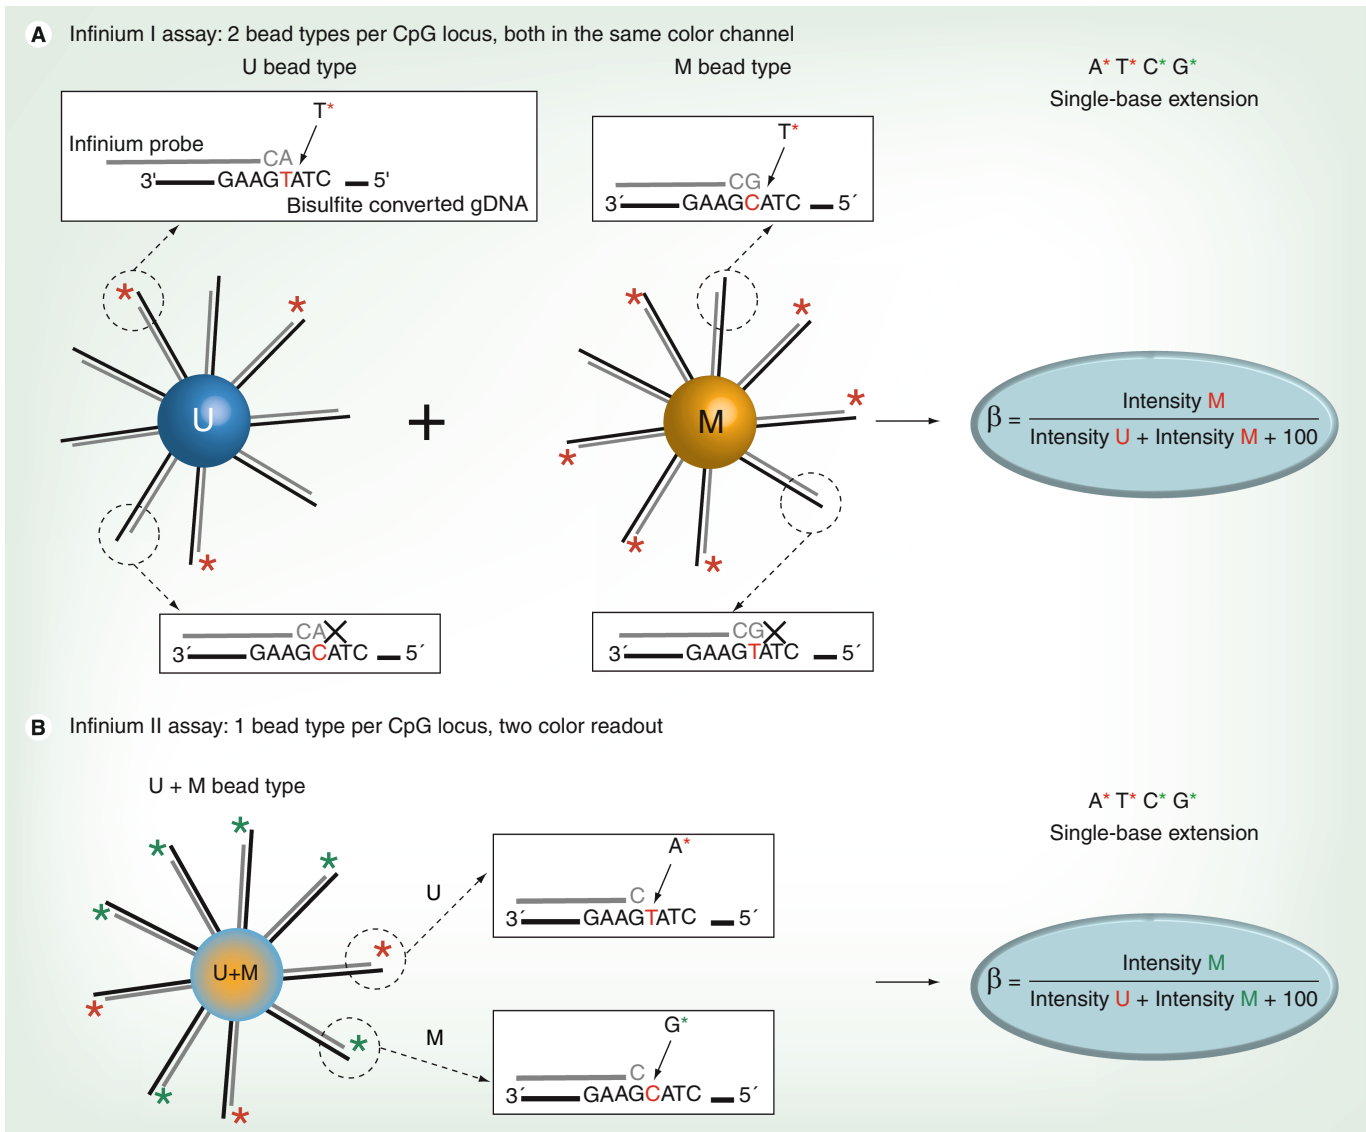 A Infinium I assay: 2 bead types per CpG locus, both in the same color channel
U bead type
M bead type
A* T* C* G*
Single-base extension
T*
Infinium probe
CA
3' GAAGTATC 5'
Bisulfite converted gDNA
T*
CG
3´ GAAGCATC 5´
* *
U
*
+
* *
*
M
*
* *
β = Intensity M
Intensity U + Intensity M + 100
CA
3´ GAAGCATC 5´
CG
3´ GAAGTATC 5´
B Infinium II assay: 1 bead type per CpG locus, two color readout
U + M bead type
A* T* C* G*
Single-base extension
* * *
*
*
U+M
*
*
*
*
U
A*
C
3´ GAAGTATC 5´
M
G*
C
3´ GAAGCATC 5´
β = Intensity M
Intensity U + Intensity M + 100